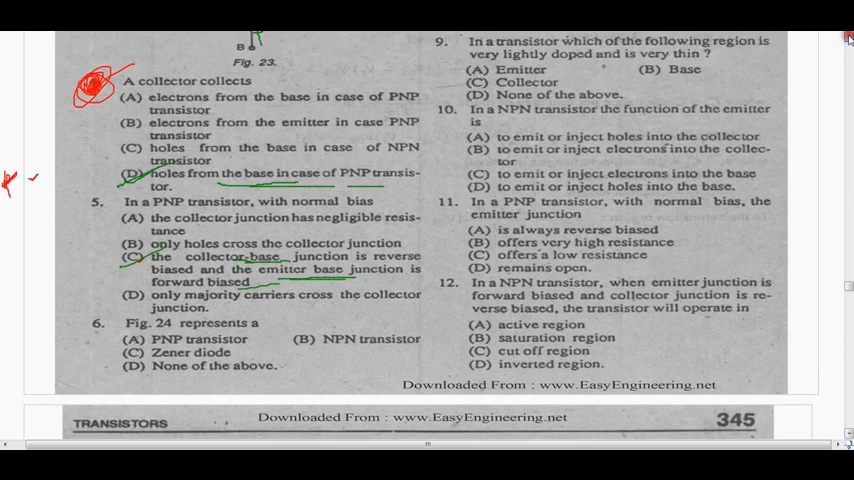 B
Fig. 23.
A collector collects
(A) electrons from the base in case of PNP
transistor
(B) electrons from the emitter in case PNP
transistor
(C) holes from the base in case of NPN
transistor
(D) holes from the base in case of PNP transis-
tor.
5. In a PNP transistor, with normal bias
(A) the collector junction has negligible resis-
tance
(B) only holes cross the collector junction
(C) the collector-base junction is reverse
biased and the emitter base junction is
forward biased
(D) only majority carriers cross the collector
junction.
6. Fig. 24 represents a
(A) PNP transistor (B) NPN transistor
(C) Zener diode
(D) None of the above.
9. In a transistor which of the following region is
very lightly doped and is very thin ?
(A) Emitter (B) Base
(C) Collector
(D) None of the above.
10. In a NPN transistor the function of the emitter
is
(A) to emit or inject holes into the collector
(B) to emit or inject electrons into the collec-
tor
(C) to emit or inject electrons into the base
(D) to emit or inject holes into the base.
11. In a PNP transistor, with normal bias, the
emitter junction
(A) is always reverse biased
(B) offers very high resistance
(C) offers a low resistance
(D) remains open.
12. In a NPN transistor, when emitter junction is
forward biased and collector junction is re-
verse biased, the transistor will operate in
(A) active region
(B) saturation region
(C) cut off region
(D) inverted region.
Downloaded From : www.EasyEngineering.net
TRANSISTORS Downloaded From : www.EasyEngineering.net 345